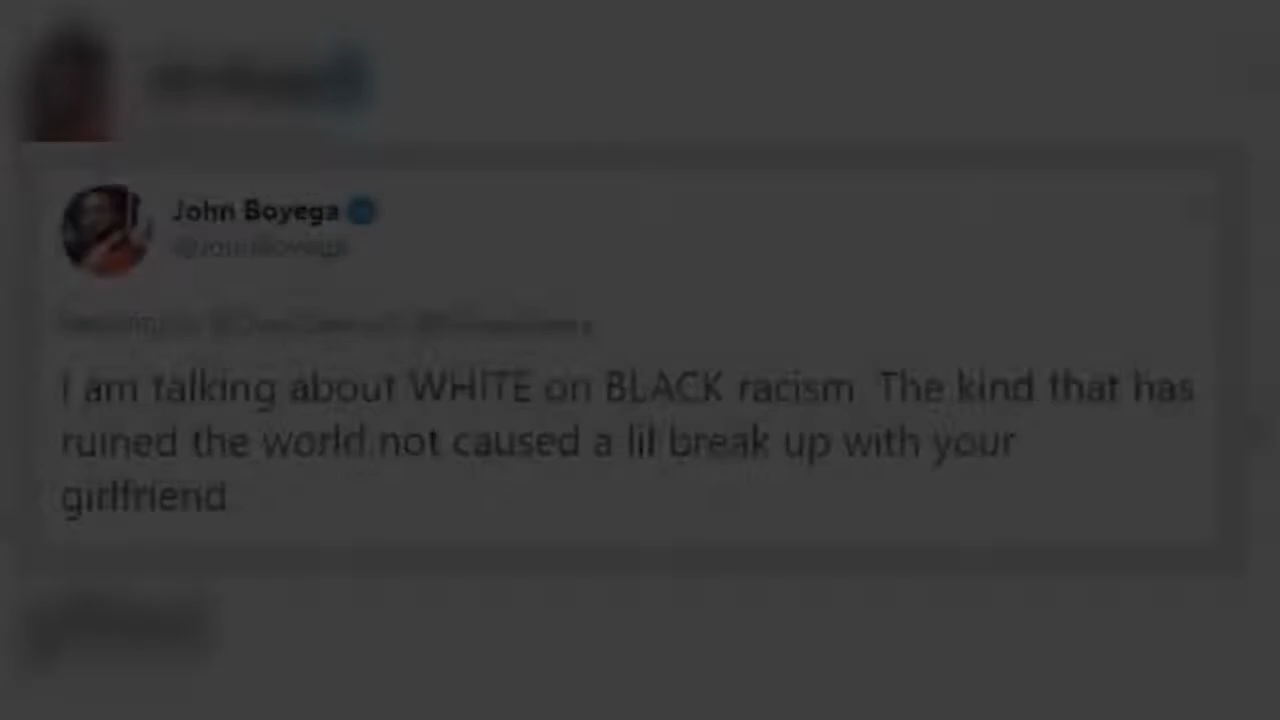 John Boyega
@JohnBoyega
I am talking about WHITE on BLACK racism. The kind that has
ruined the world not caused a lil break up with your
girlfriend